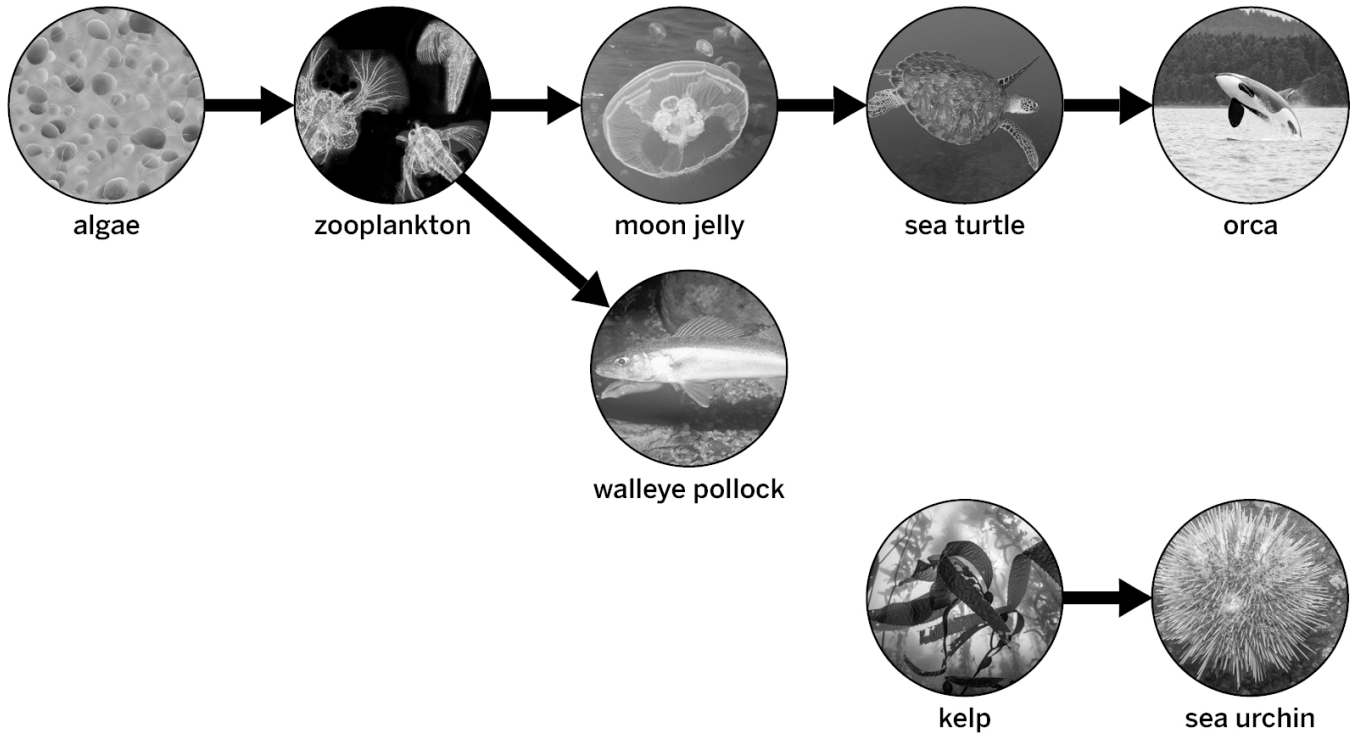 algae
zooplankton
moon jelly
sea turtle
orca
walleye pollock
kelp
sea urchin